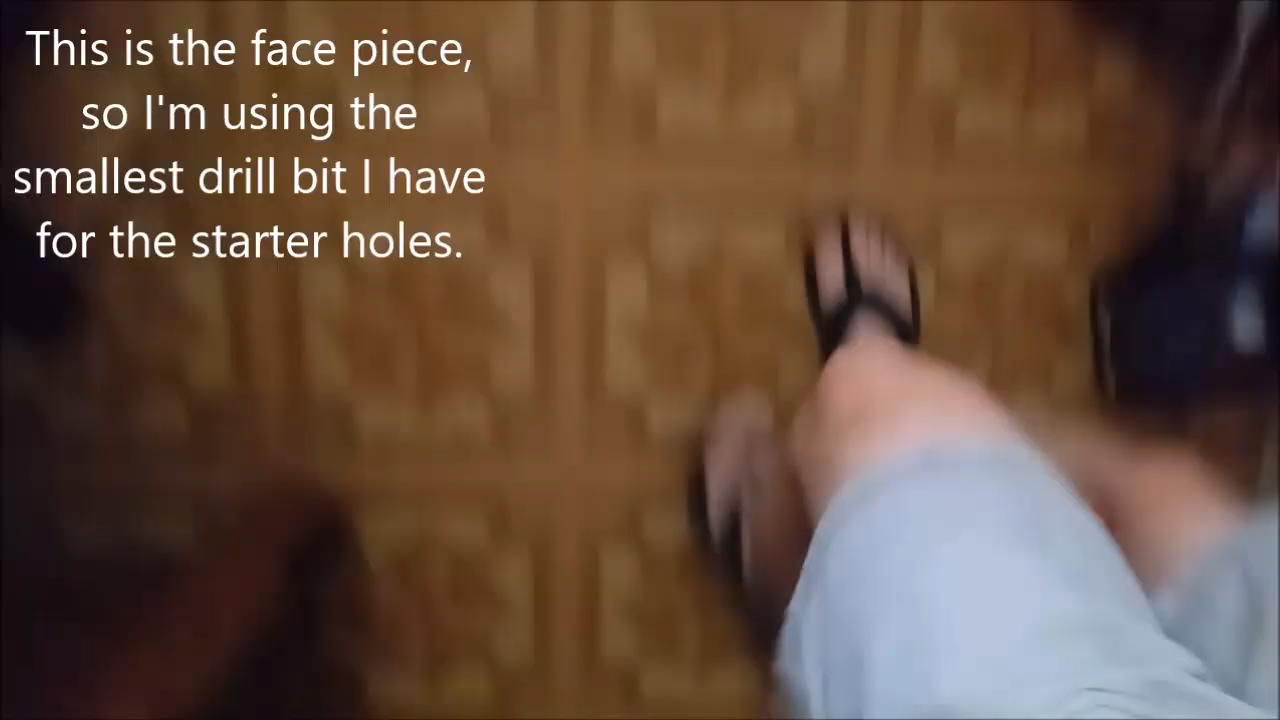 This is the face piece,
so I'm using the
smallest drill bit I have
for the starter holes.